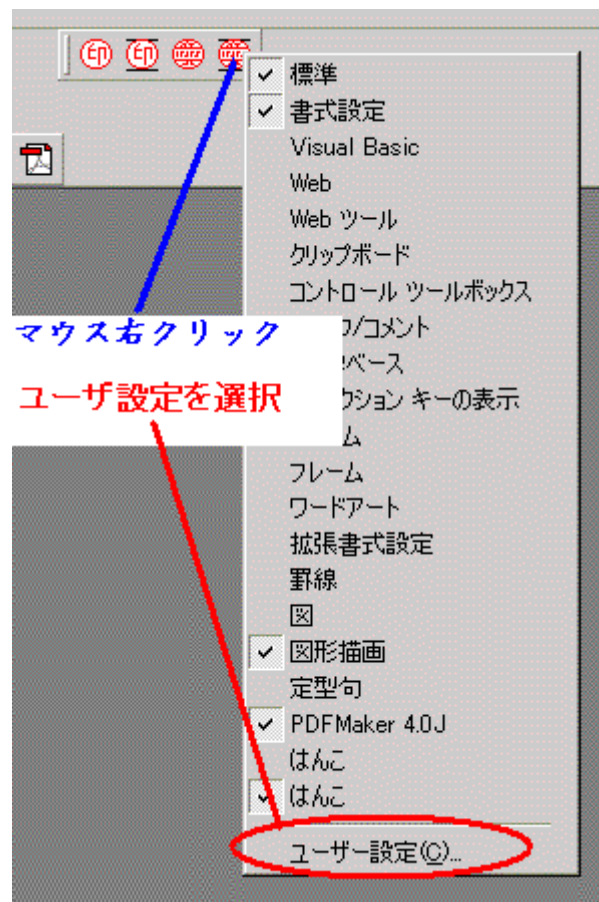 印 印
標準
書式設定
Visual Basic
Web
Web ツール
クリップボード
コントロール ツールボックス
マウス右クリック
/コメント
ベース
ユーザ設定を選択
クション キーの表示
ム
フレーム
ワードアート
拡張書式設定
罫線
図
図形描画
定型句
PDFMaker 4.0J
はんこ
はんこ
ユーザー設定(C)...